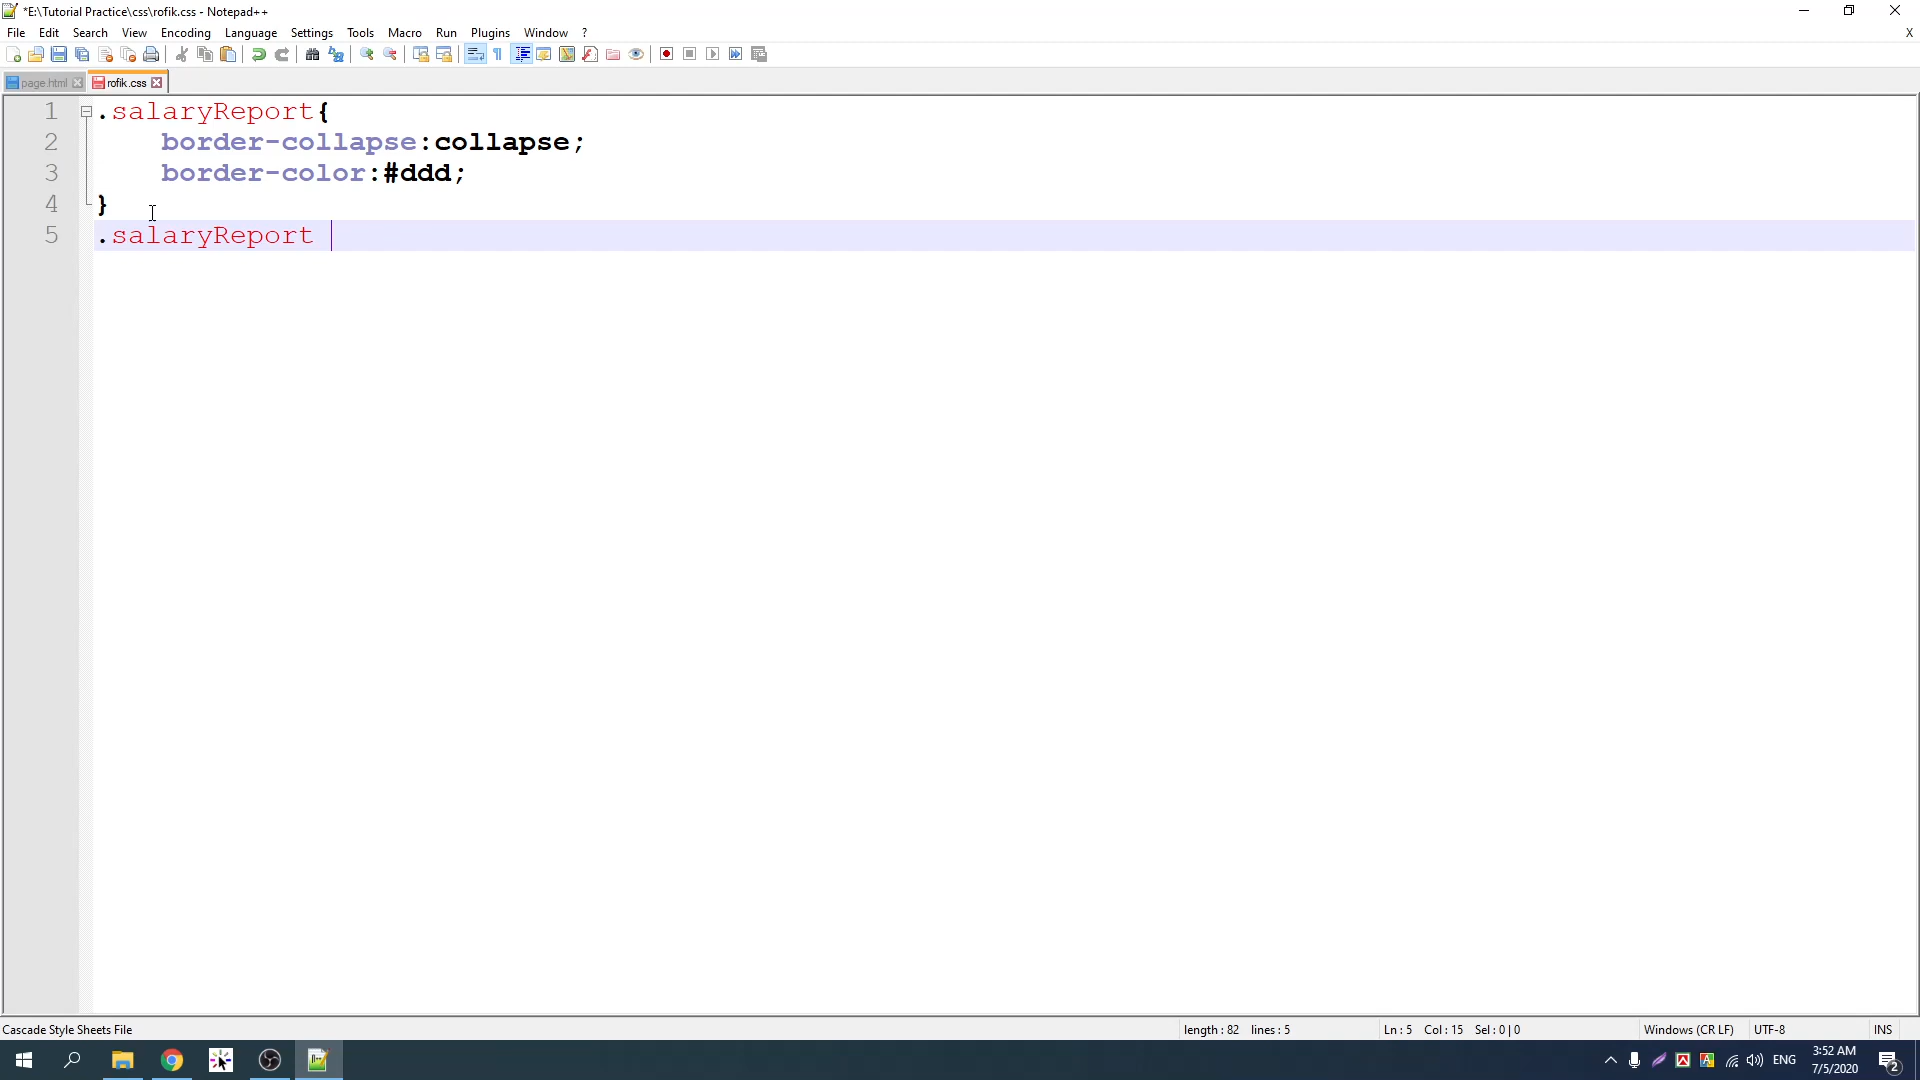 *E:\Tutorial Practice\css\rofik.css - Notepad++
File Edit Search View Encoding Language Settings Tools Macro Run Plugins Window ? X
page.html rofik.css
1 .salaryReport{
2 border-collapse:collapse;
3 border-color:#ddd;
4 }
5 .salaryReport
Cascade Style Sheets File length : 82 lines : 5 Ln : 5 Col : 15 Sel : 0 | 0 Windows (CR LF) UTF-8 INS
ENG 3:52 AM
7/5/2020
2